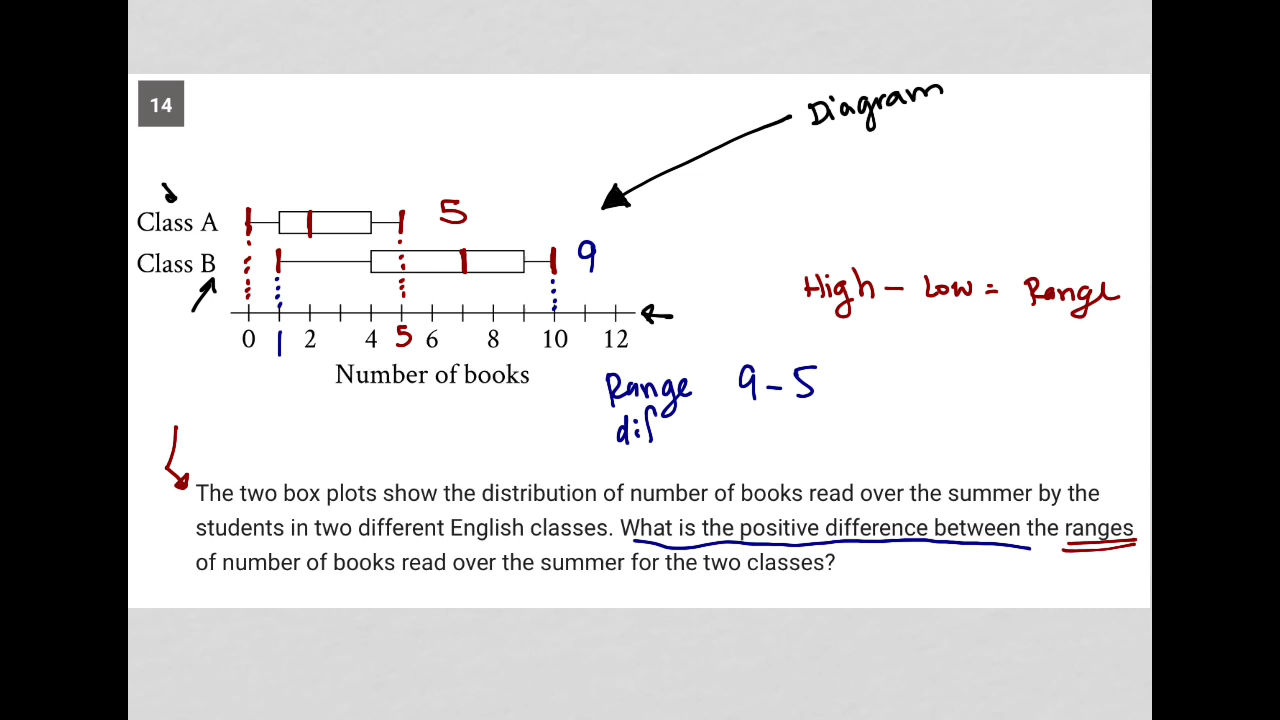 14
Diagram
Class A 5
Class B 9
High - Low = Range
0 2 4 5 6 8 10 12
1
Number of books
Range 9 - 5
dif
The two box plots show the distribution of number of books read over the summer by the
students in two different English classes. What is the positive difference between the ranges
of number of books read over the summer for the two classes?